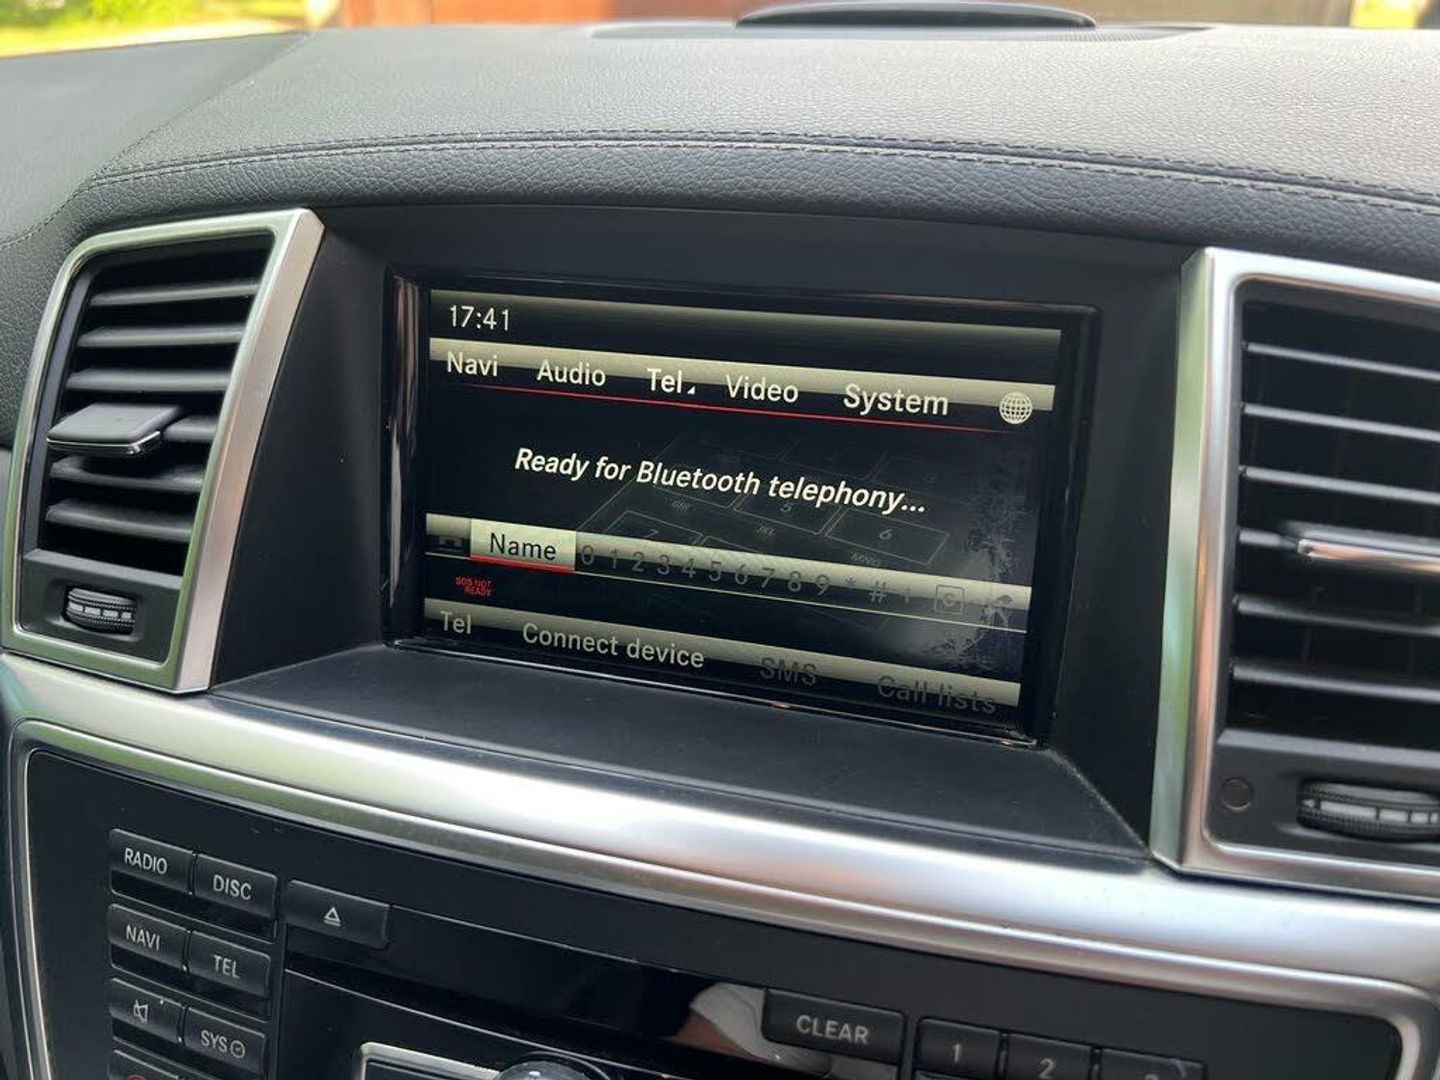 17:41
Navi Audio Tel Video System
Ready for Bluetooth telephony...
Name 0 1 2 3 4 5 6 7 8 9 * # + C
SOS NOT
READY
Tel Connect device SMS Call lists
RADIO DISC
NAVI TEL
SYS
CLEAR 1 2